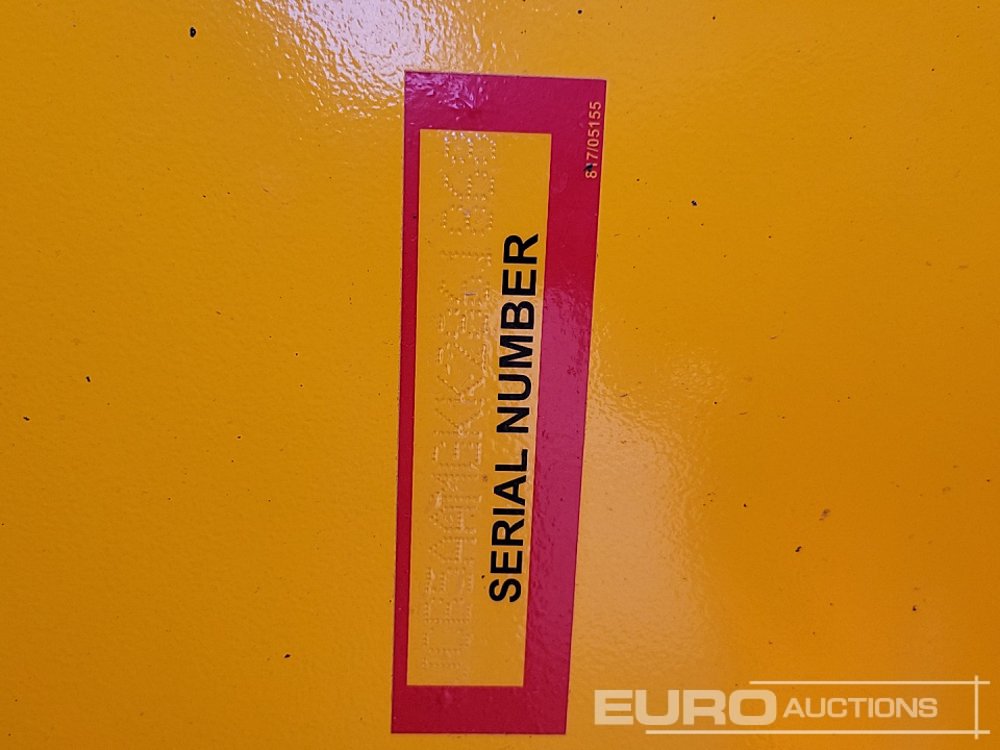 SERIAL NUMBER
817/05155
EURO AUCTIONS